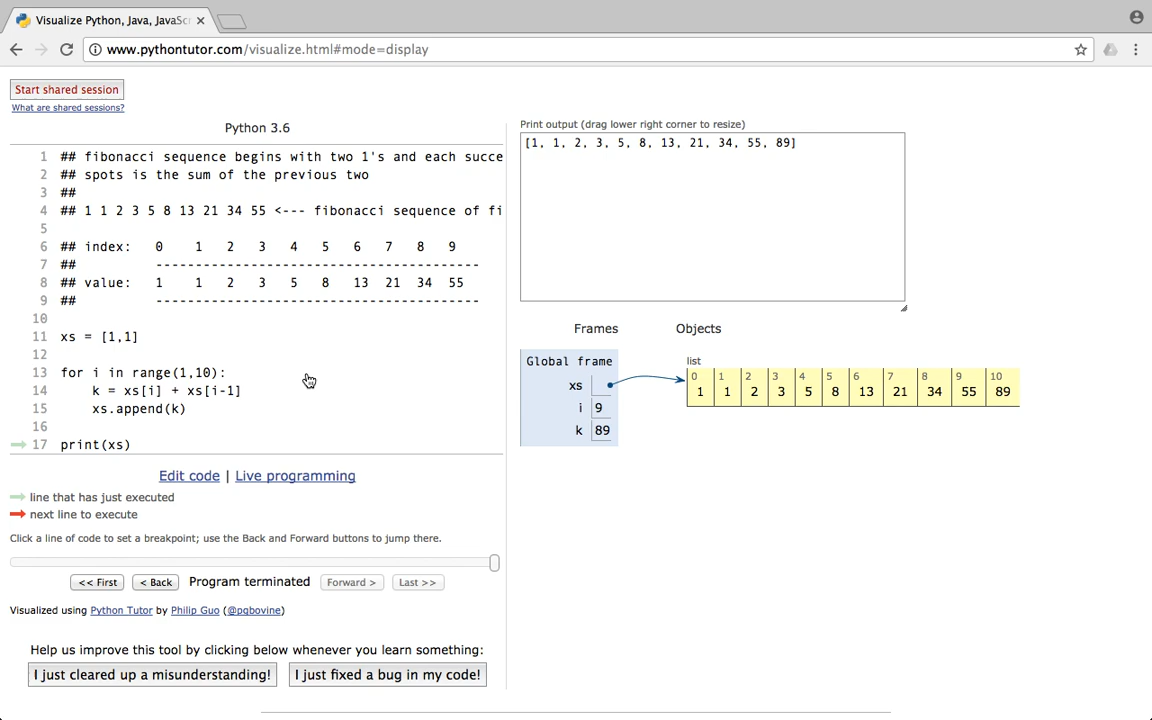 Visualize Python, Java, JavaSc
www.pythontutor.com/visualize.html#mode=display
Start shared session
What are shared sessions?
Python 3.6
1 ## fibonacci sequence begins with two 1's and each succe
2 ## spots is the sum of the previous two
3 ##
4 ## 1 1 2 3 5 8 13 21 34 55 <--- fibonacci sequence of fi
5
6 ## index: 0 1 2 3 4 5 6 7 8 9
7 ## -----------------------------------------
8 ## value: 1 1 2 3 5 8 13 21 34 55
9 ## -----------------------------------------
10
11 xs = [1,1]
12
13 for i in range(1,10):
14 k = xs[i] + xs[i-1]
15 xs.append(k)
16
17 print(xs)
Edit code | Live programming
line that has just executed
next line to execute
Click a line of code to set a breakpoint; use the Back and Forward buttons to jump there.
<< First < Back Program terminated Forward > Last >>
Visualized using Python Tutor by Philip Guo (@pgbovine)
Help us improve this tool by clicking below whenever you learn something:
I just cleared up a misunderstanding! I just fixed a bug in my code!
Print output (drag lower right corner to resize)
[1, 1, 2, 3, 5, 8, 13, 21, 34, 55, 89]
Frames Objects
Global frame
xs
i 9
k 89
list
0 1 2 3 4 5 6 7 8 9 10
1 1 2 3 5 8 13 21 34 55 89